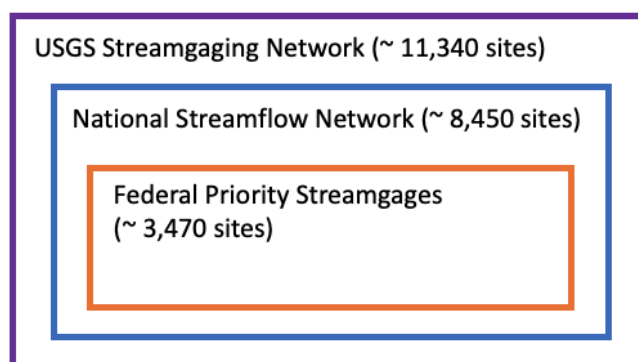 USGS Streamgaging Network (~ 11,340 sites)
National Streamflow Network (~ 8,450 sites)
Federal Priority Streamgages
(~ 3,470 sites)